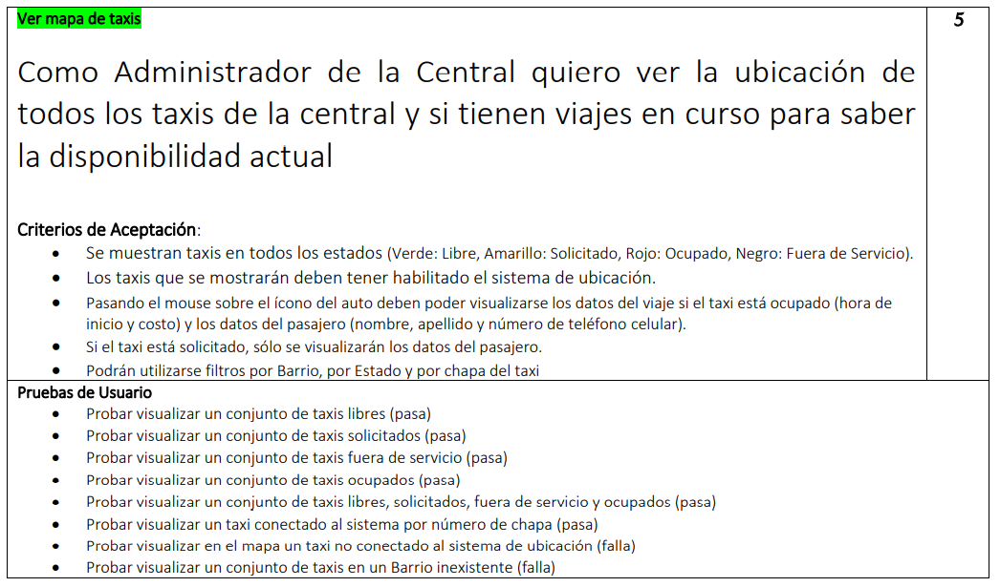 Ver mapa de taxis
5
Como Administrador de la Central quiero ver la ubicación de
todos los taxis de la central y si tienen viajes en curso para saber
la disponibilidad actual
Criterios de Aceptación:
• Se muestran taxis en todos los estados (Verde: Libre, Amarillo: Solicitado, Rojo: Ocupado, Negro: Fuera de Servicio).
• Los taxis que se mostrarán deben tener habilitado el sistema de ubicación.
• Pasando el mouse sobre el ícono del auto deben poder visualizarse los datos del viaje si el taxi está ocupado (hora de
inicio y costo) y los datos del pasajero (nombre, apellido y número de teléfono celular).
• Si el taxi está solicitado, sólo se visualizarán los datos del pasajero.
• Podrán utilizarse filtros por Barrio, por Estado y por chapa del taxi
Pruebas de Usuario
• Probar visualizar un conjunto de taxis libres (pasa)
• Probar visualizar un conjunto de taxis solicitados (pasa)
• Probar visualizar un conjunto de taxis fuera de servicio (pasa)
• Probar visualizar un conjunto de taxis ocupados (pasa)
• Probar visualizar un conjunto de taxis libres, solicitados, fuera de servicio y ocupados (pasa)
• Probar visualizar un taxi conectado al sistema por número de chapa (pasa)
• Probar visualizar en el mapa un taxi no conectado al sistema de ubicación (falla)
• Probar visualizar un conjunto de taxis en un Barrio inexistente (falla)